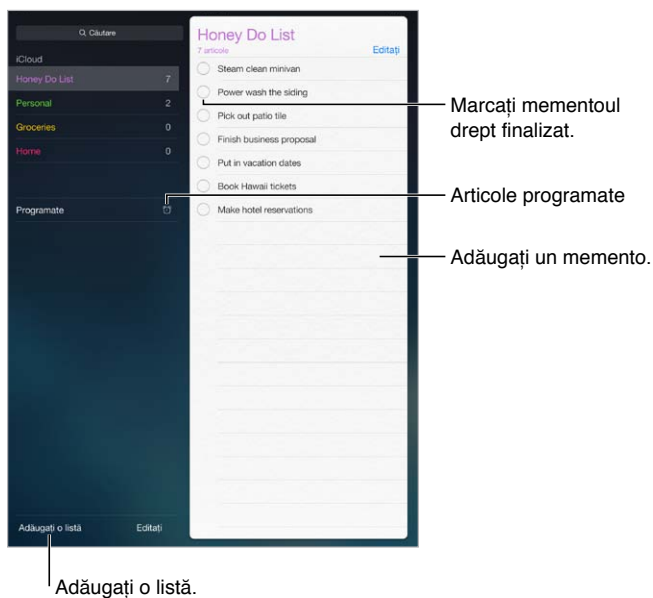 Căutare
iCloud
Honey Do List 7
Personal 2
Groceries 0
Home 0
Programate
Adăugați o listă Editați
Honey Do List
7 articole Editați
Steam clean minivan
Power wash the siding
Pick out patio tile
Finish business proposal
Put in vacation dates
Book Hawaii tickets
Make hotel reservations
Marcați mementoul
drept finalizat.
Articole programate
Adăugați un memento.
Adăugați o listă.